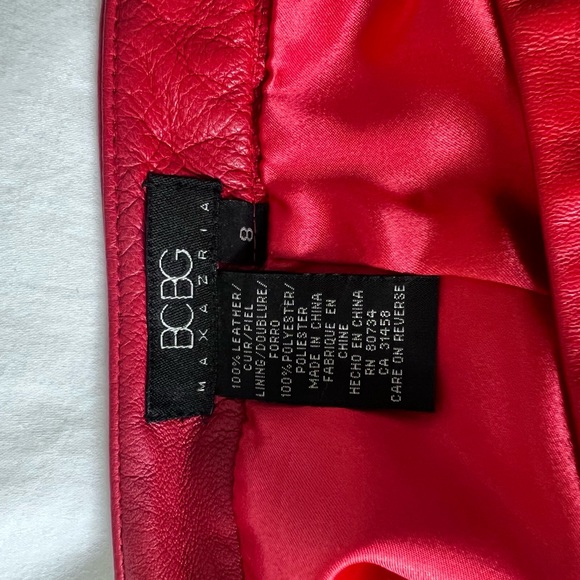 BCBG
MAXAZRIA
8
100% LEATHER/
CUIR/PIEL
LINING/DOUBLURE/
FORRO
100% POLYESTER/
POLIESTER
MADE IN CHINA
FABRIQUE EN
CHINE
HECHO EN CHINA
RN 80734
CA 31458
CARE ON REVERSE